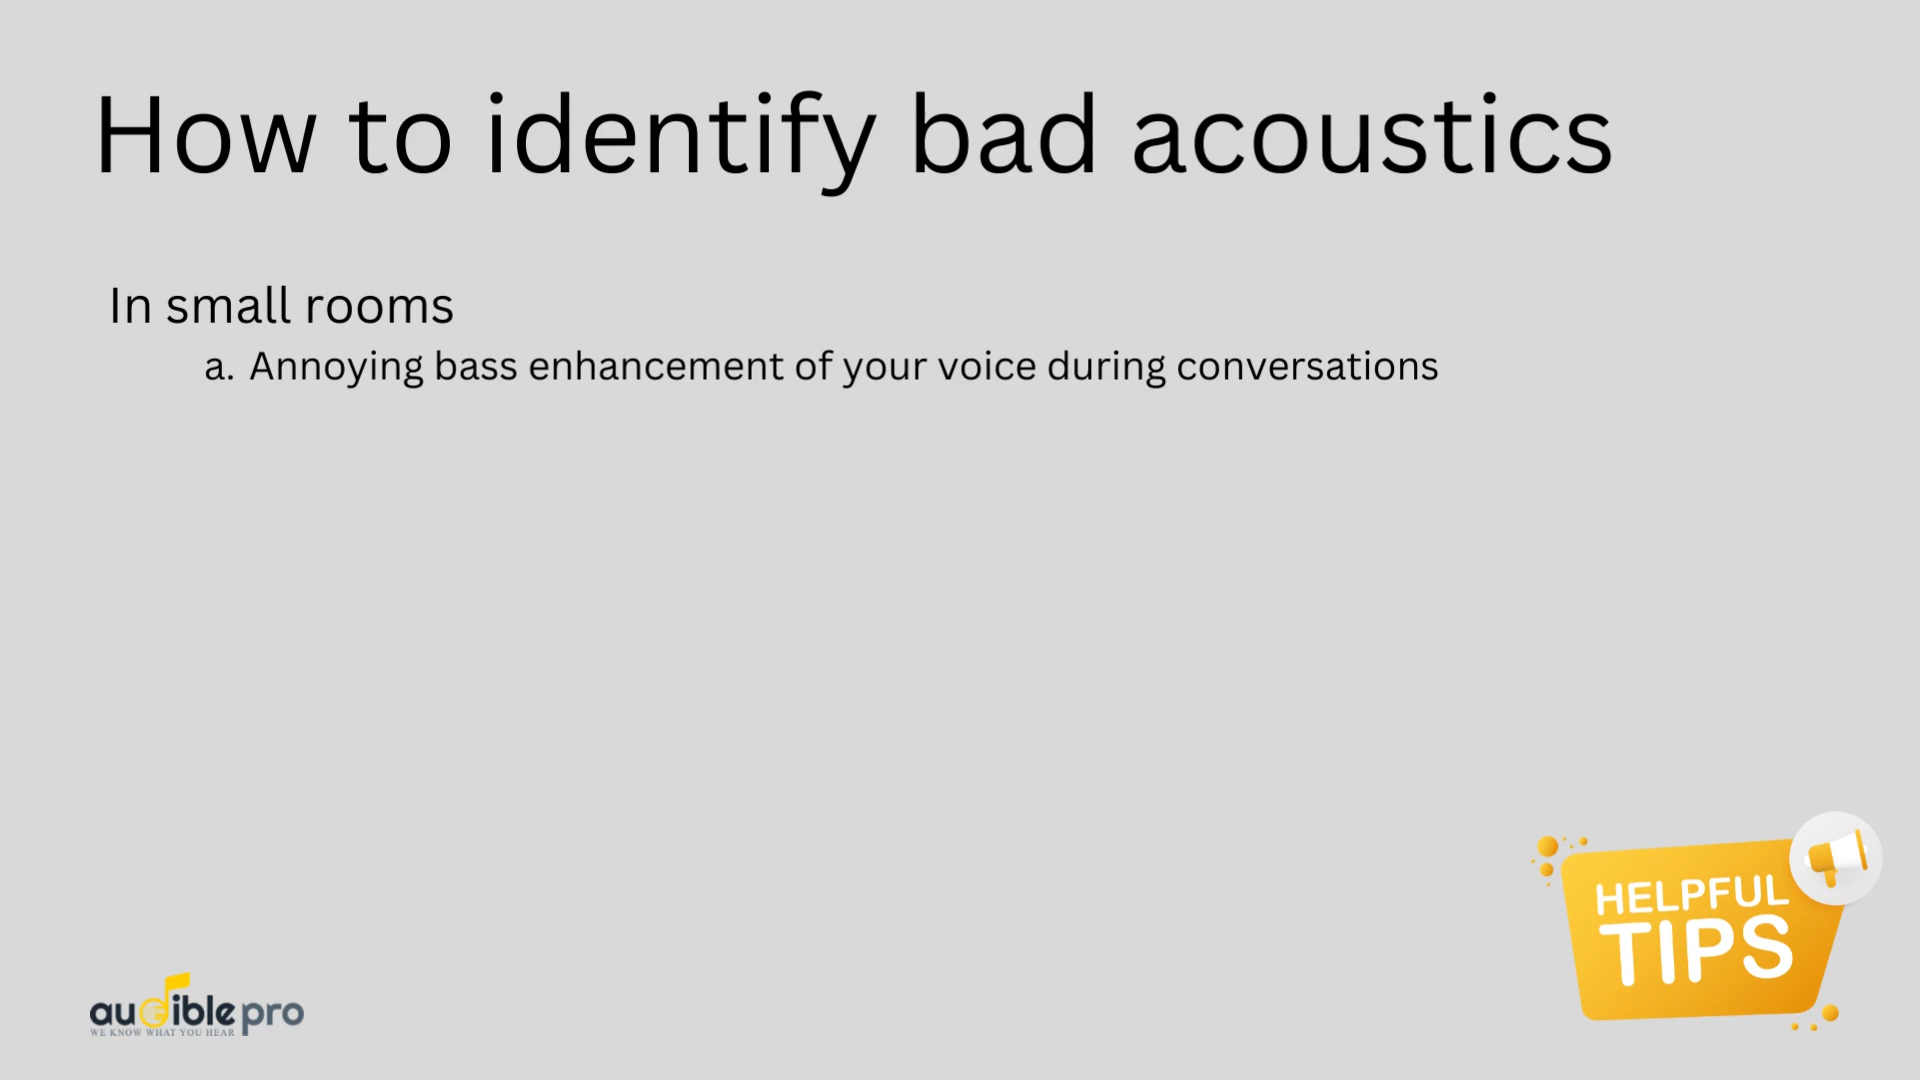 How to identify bad acoustics
In small rooms
a. Annoying bass enhancement of your voice during conversations
HELPFUL
TIPS
audible pro
WE KNOW WHAT YOU HEAR